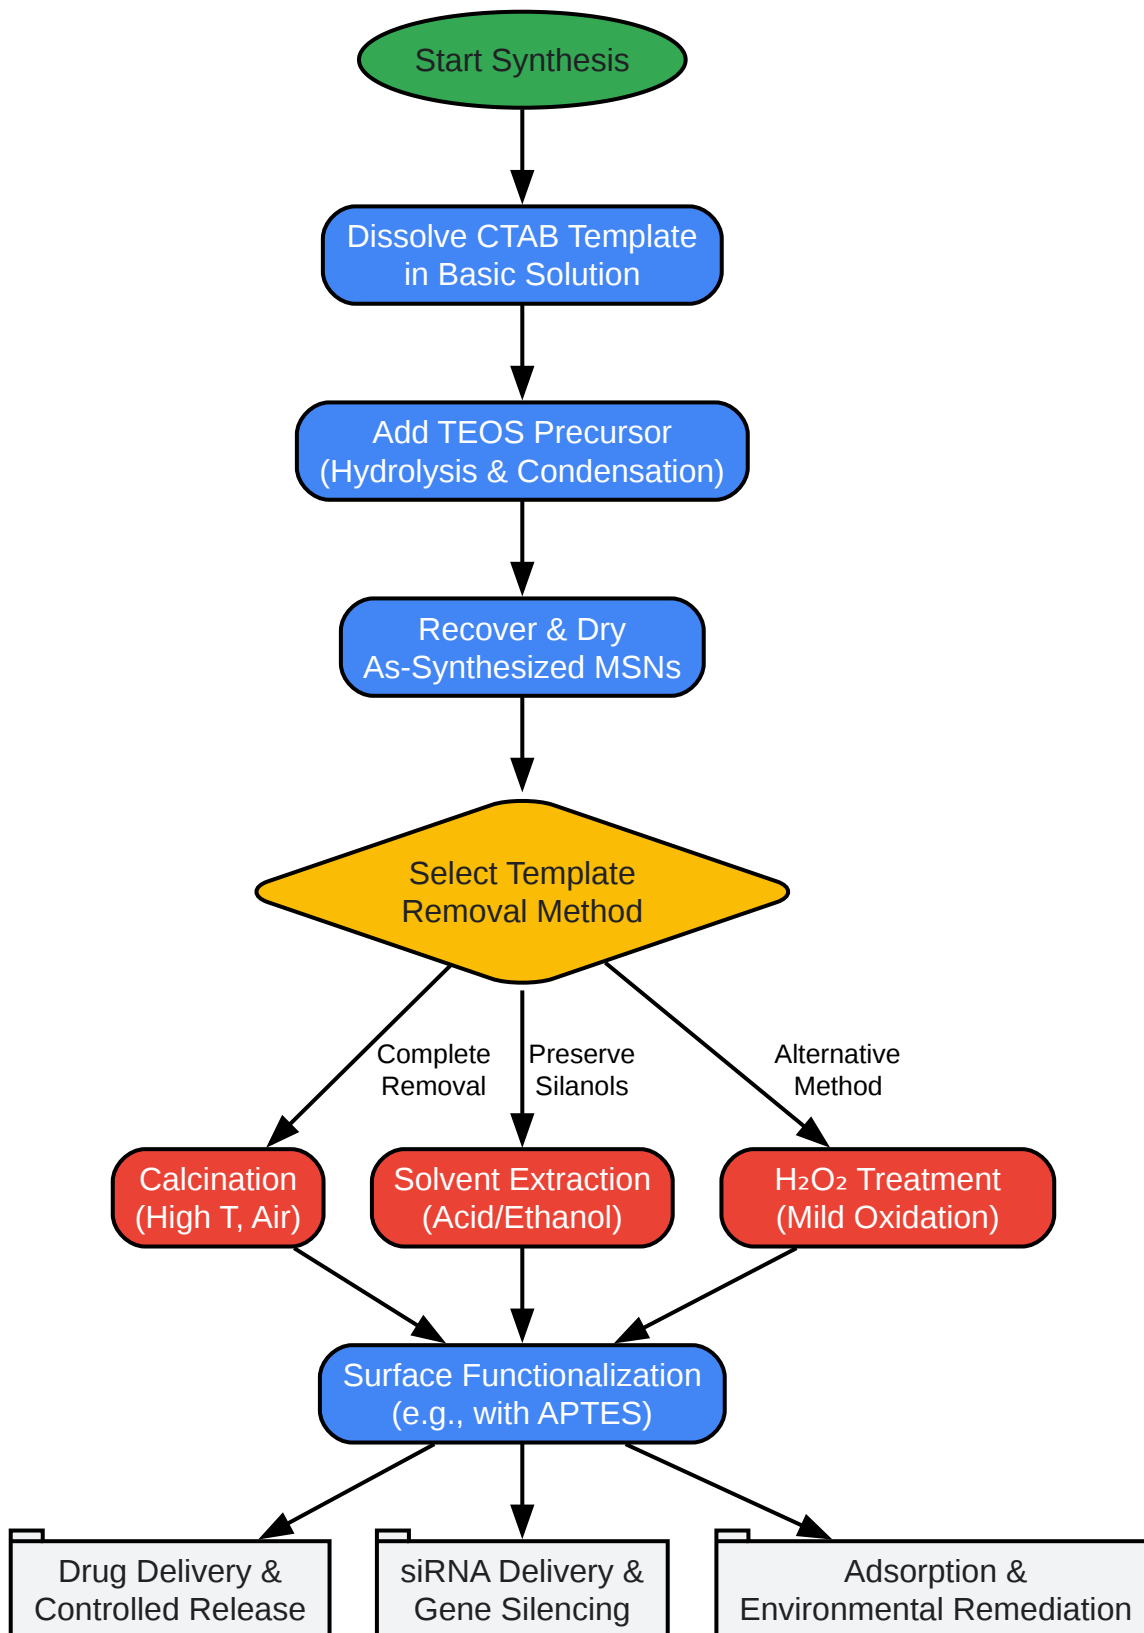 Start Synthesis
Dissolve CTAB Template
in Basic Solution
Add TEOS Precursor
(Hydrolysis & Condensation)
Recover & Dry
As-Synthesized MSNs
Select Template
Removal Method
Complete
Removal
Preserve
Silanols
Alternative
Method
Calcination
(High T, Air)
Solvent Extraction
(Acid/Ethanol)
H₂O₂ Treatment
(Mild Oxidation)
Surface Functionalization
(e.g., with APTES)
Drug Delivery &
Controlled Release
siRNA Delivery &
Gene Silencing
Adsorption &
Environmental Remediation